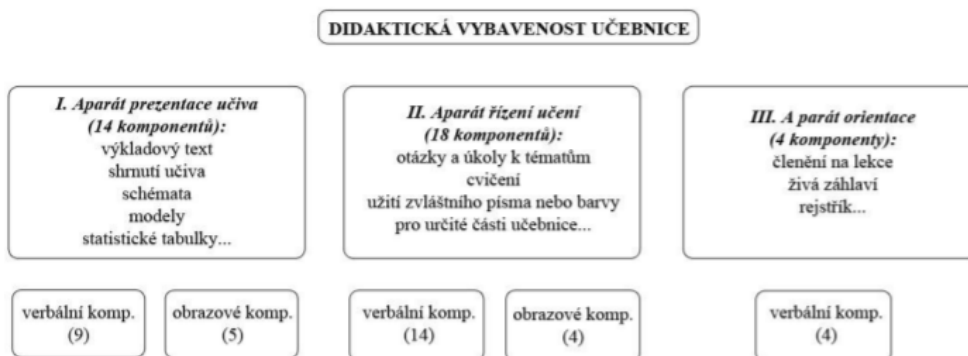 DIDAKTICKÁ VYBAVENOST UČEBNICE
I. Aparát prezentace učiva
(14 komponentů):
výkladový text
shrnutí učiva
schémata
modely
statistické tabulky...
II. Aparát řízení učení
(18 komponentů):
otázky a úkoly k tématům
cvičení
užití zvláštního písma nebo barvy
pro určité části učebnice...
III. A parát orientace
(4 komponenty):
členění na lekce
živá záhlaví
rejstřík...
verbální komp.
(9)
obrazové komp.
(5)
verbální komp.
(14)
obrazové komp.
(4)
verbální komp.
(4)